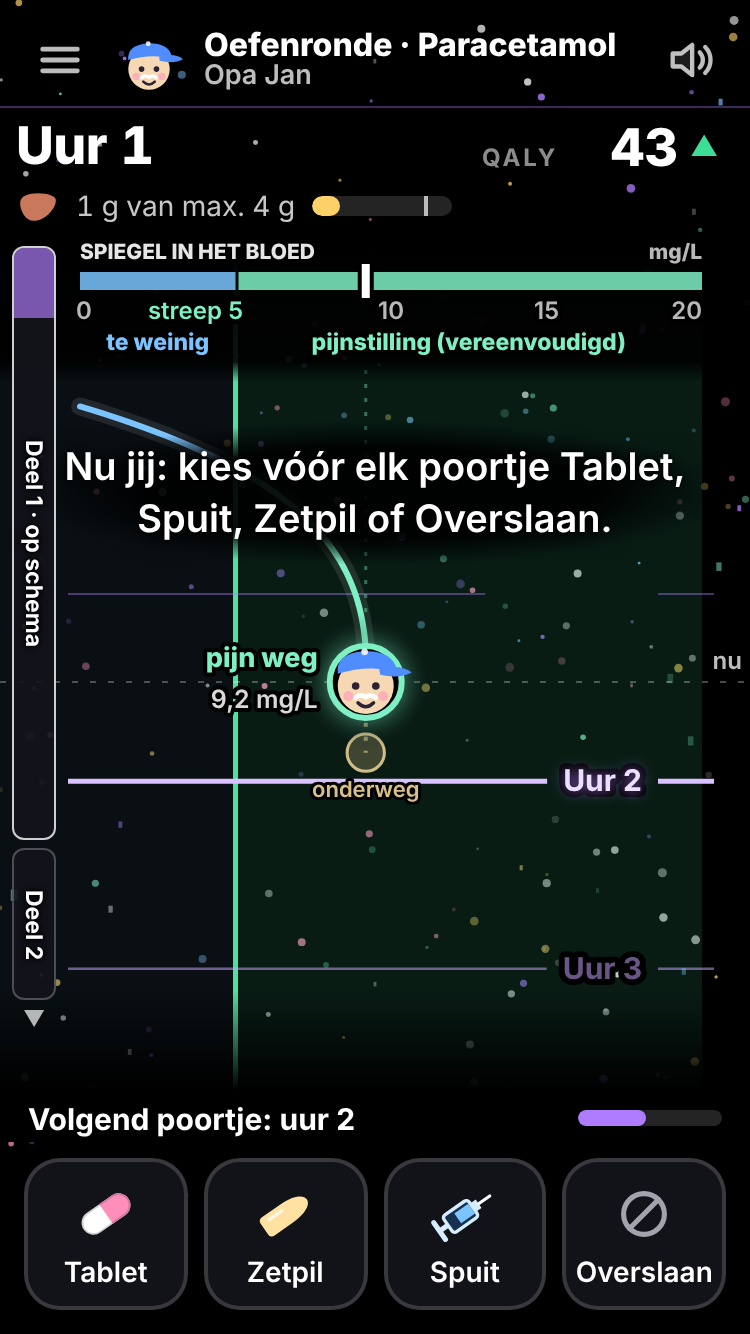 Oefenronde · Paracetamol
Opa Jan
Uur 1
QALY
43
1 g van max. 4 g
SPIEGEL IN HET BLOED
mg/L
0
streep 5
10
15
20
te weinig
pijnstilling (vereenvoudigd)
Deel 1 · op schema
Nu jij: kies vóór elk poortje Tablet,
Spuit, Zetpil of Overslaan.
pijn weg
nu
9,2 mg/L
onderweg
Uur 2
Deel 2
Uur 3
Volgend poortje: uur 2
Tablet
Zetpil
Spuit
Overslaan